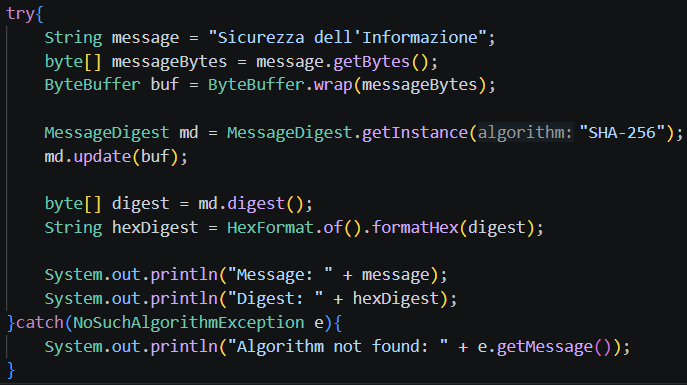 try{
String message = "Sicurezza dell'Informazione";
byte[] messageBytes = message.getBytes();
ByteBuffer buf = ByteBuffer.wrap(messageBytes);
MessageDigest md = MessageDigest.getInstance(algorithm: "SHA-256");
md.update(buf);
byte[] digest = md.digest();
String hexDigest = HexFormat.of().formatHex(digest);
System.out.println("Message: " + message);
System.out.println("Digest: " + hexDigest);
}catch(NoSuchAlgorithmException e){
System.out.println("Algorithm not found: " + e.getMessage());
}